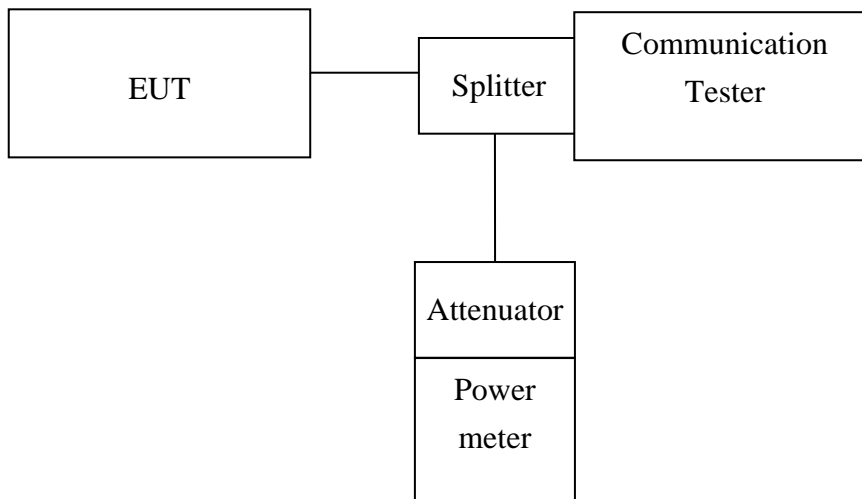 EUT
Splitter
Communication
Tester
Attenuator
Power
meter